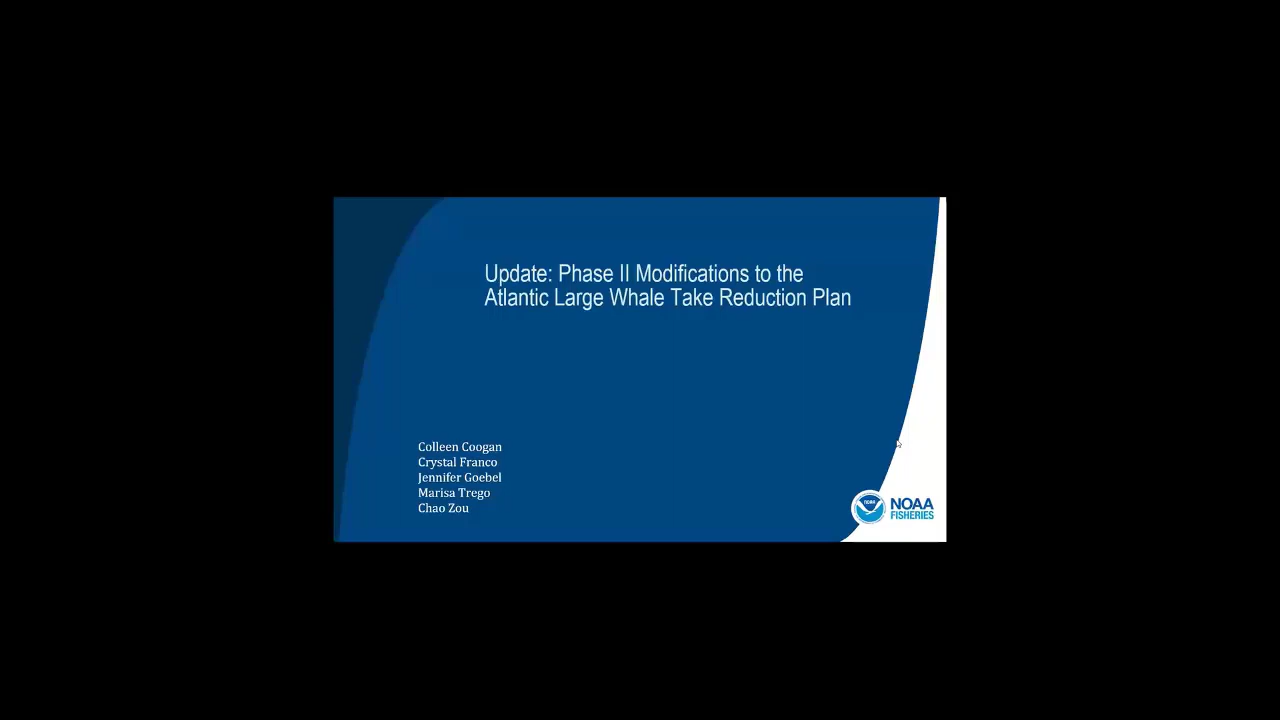 Update: Phase II Modifications to the
Atlantic Large Whale Take Reduction Plan
Colleen Coogan
Crystal Franco
Jennifer Goebel
Marisa Trego
Chao Zou
noaa
NOAA
FISHERIES